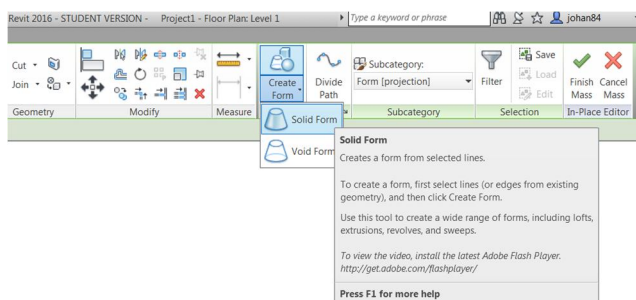 Revit 2016 - STUDENT VERSION - Project1 - Floor Plan: Level 1
Type a keyword or phrase
johan84
Cut
Join
Geometry
Modify
Measure
Create Form
Divide Path
Subcategory:
Form [projection]
Subcategory
Filter
Save
Load
Edit
Selection
Finish Mass
Cancel Mass
In-Place Editor
Solid Form
Void Form
Solid Form
Creates a form from selected lines.
To create a form, first select lines (or edges from existing
geometry), and then click Create Form.
Use this tool to create a wide range of forms, including lofts,
extrusions, revolves, and sweeps.
To view the video, install the latest Adobe Flash Player.
http://get.adobe.com/flashplayer/
Press F1 for more help